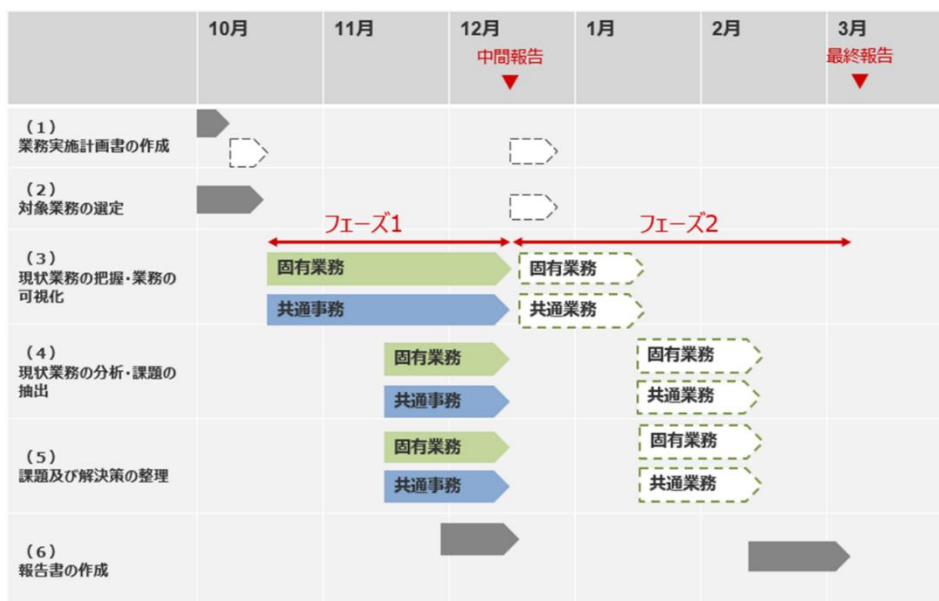 10月 11月 12月 1月 2月 3月
中間報告 最終報告
（１）
業務実施計画書の作成
（２）
対象業務の選定
フェーズ1 フェーズ2
（３）
現状業務の把握・業務の
可視化
固有業務 固有業務
共通事務 共通業務
（４）
現状業務の分析・課題の
抽出
固有業務 固有業務
共通事務 共通業務
（５）
課題及び解決策の整理
固有業務 固有業務
共通事務 共通業務
（６）
報告書の作成